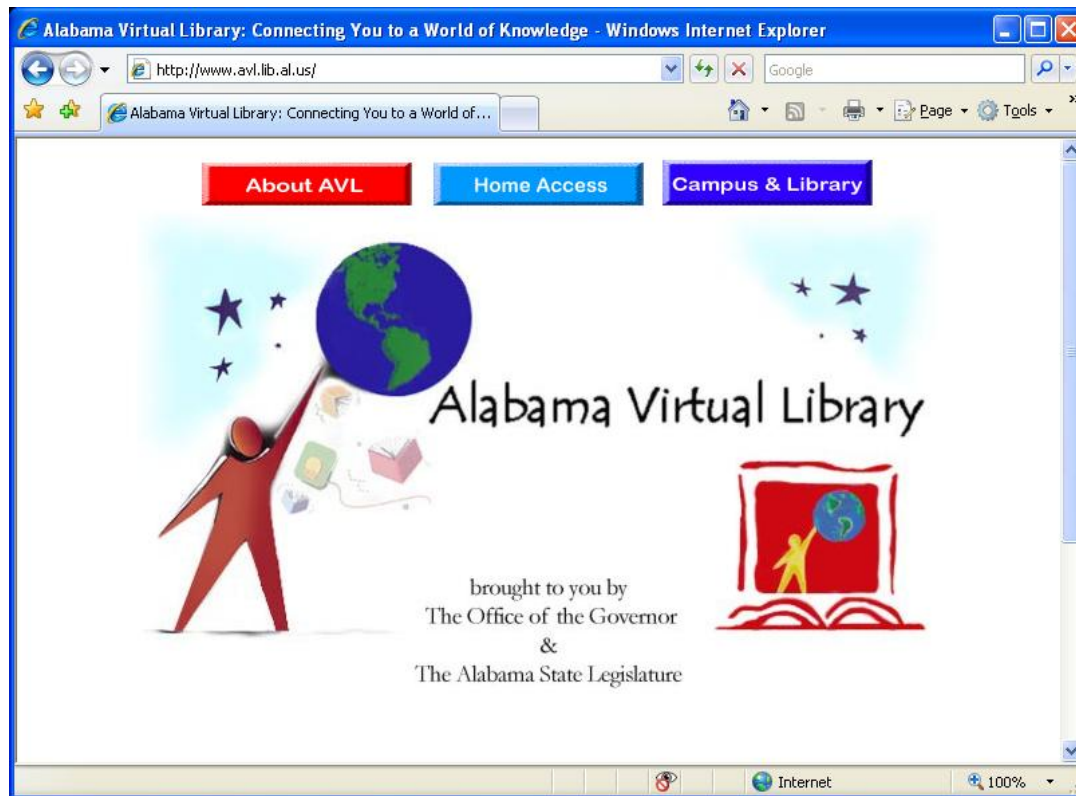 Alabama Virtual Library: Connecting You to a World of Knowledge - Windows Internet Explorer
http://www.avl.lib.al.us/
Google
Alabama Virtual Library: Connecting You to a World of...
Page
Tools
»
About AVL
Home Access
Campus & Library
Alabama Virtual Library
brought to you by
The Office of the Governor
&
The Alabama State Legislature
Internet
100%